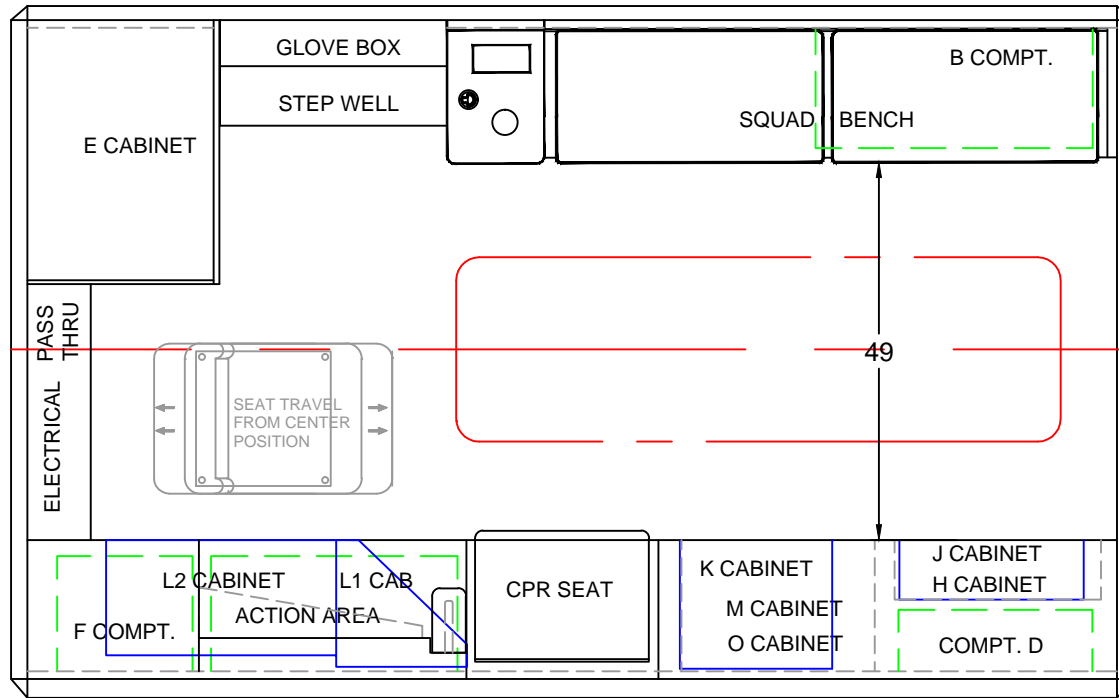 GLOVE BOX
STEP WELL
B COMPT.
SQUAD BENCH
E CABINET
PASS
THRU
ELECTRICAL
49
SEAT TRAVEL
FROM CENTER
POSITION
L2 CABINET
L1 CAB
ACTION AREA
F COMPT.
CPR SEAT
K CABINET
M CABINET
O CABINET
J CABINET
H CABINET
COMPT. D